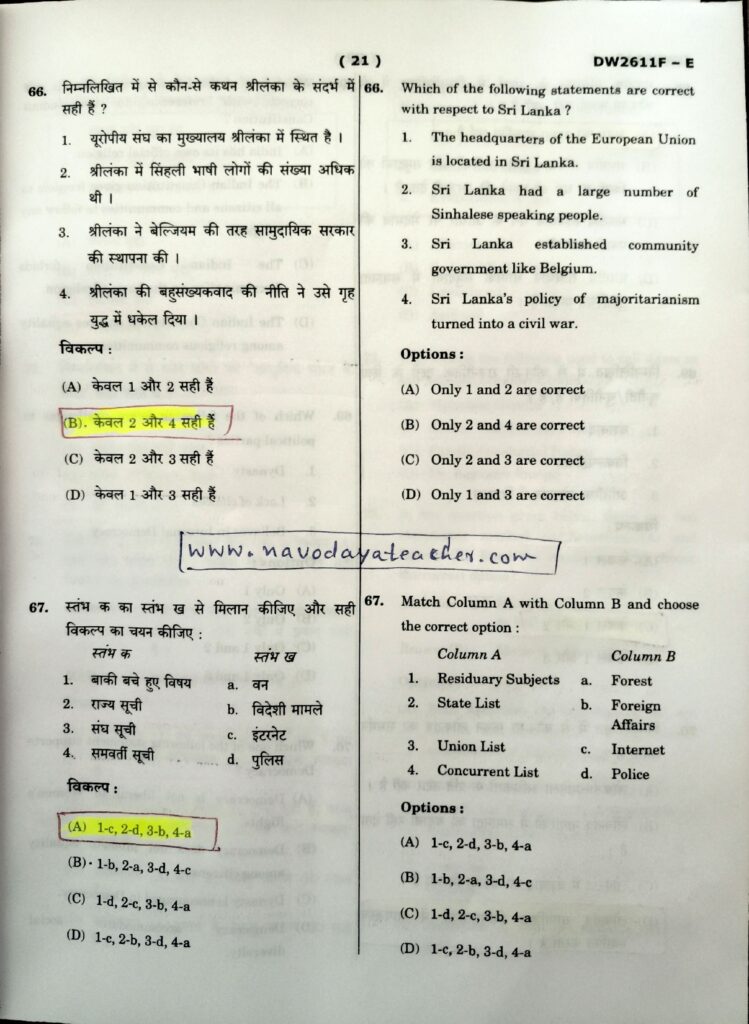 ( 21 )
DW2611F – E
66. निम्नलिखित में से कौन-से कथन श्रीलंका के संदर्भ में
सही हैं ?
1. यूरोपीय संघ का मुख्यालय श्रीलंका में स्थित है ।
2. श्रीलंका में सिंहली भाषी लोगों की संख्या अधिक
थी ।
3. श्रीलंका ने बेल्जियम की तरह सामुदायिक सरकार
की स्थापना की ।
4. श्रीलंका की बहुसंख्यकवाद की नीति ने उसे गृह
युद्ध में धकेल दिया ।
विकल्प :
(A) केवल 1 और 2 सही हैं
(B). केवल 2 और 4 सही हैं
(C) केवल 2 और 3 सही हैं
(D) केवल 1 और 3 सही हैं
66. Which of the following statements are correct
with respect to Sri Lanka ?
1. The headquarters of the European Union
is located in Sri Lanka.
2. Sri Lanka had a large number of
Sinhalese speaking people.
3. Sri Lanka established community
government like Belgium.
4. Sri Lanka's policy of majoritarianism
turned into a civil war.
Options :
(A) Only 1 and 2 are correct
(B) Only 2 and 4 are correct
(C) Only 2 and 3 are correct
(D) Only 1 and 3 are correct
www.navodayateacher.com
67. स्तंभ क का स्तंभ ख से मिलान कीजिए और सही
विकल्प का चयन कीजिए :
स्तंभ क स्तंभ ख
1. बाकी बचे हुए विषय a. वन
2. राज्य सूची b. विदेशी मामले
3. संघ सूची c. इंटरनेट
4. समवर्ती सूची d. पुलिस
विकल्प :
(A) 1-c, 2-d, 3-b, 4-a
(B) 1-b, 2-a, 3-d, 4-c
(C) 1-d, 2-c, 3-b, 4-a
(D) 1-c, 2-b, 3-d, 4-a
67. Match Column A with Column B and choose
the correct option :
Column A Column B
1. Residuary Subjects a. Forest
2. State List b. Foreign
Affairs
3. Union List c. Internet
4. Concurrent List d. Police
Options :
(A) 1-c, 2-d, 3-b, 4-a
(B) 1-b, 2-a, 3-d, 4-c
(C) 1-d, 2-c, 3-b, 4-a
(D) 1-c, 2-b, 3-d, 4-a